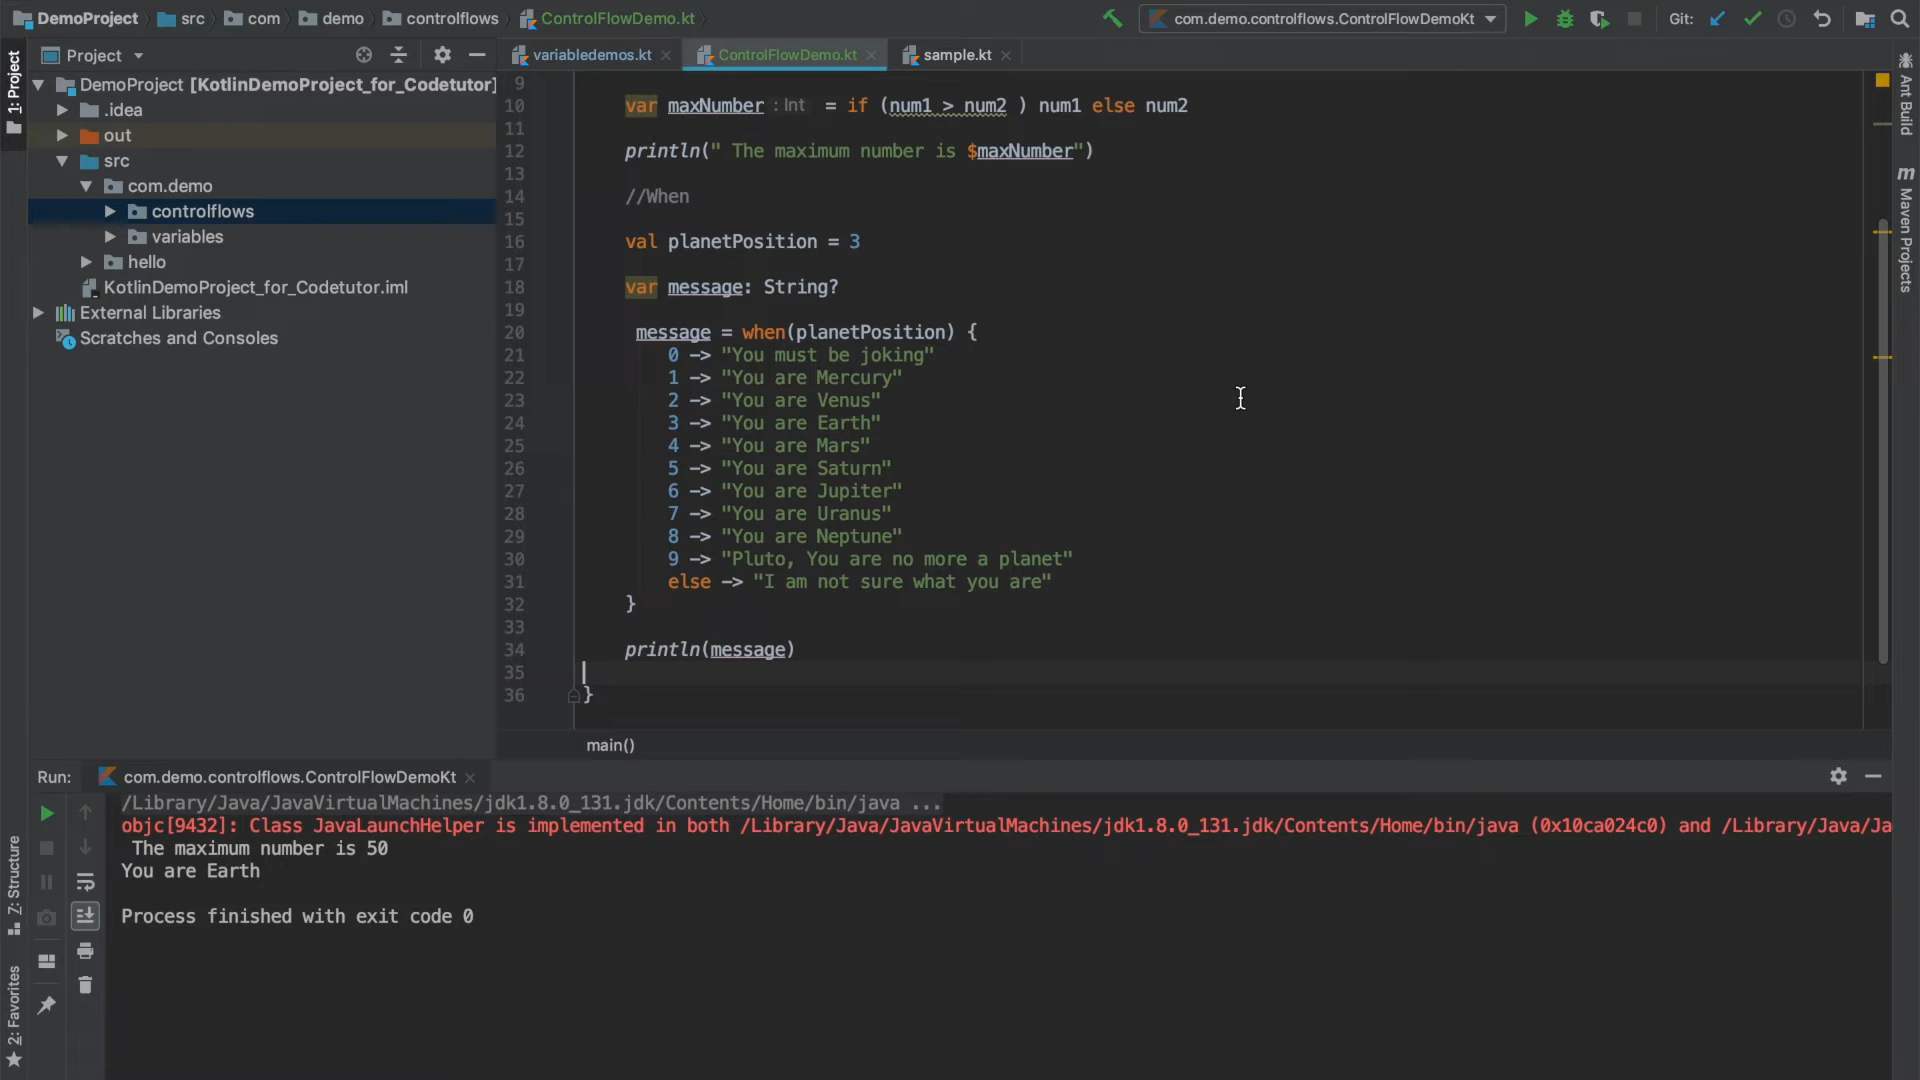 DemoProject src com demo controlflows ControlFlowDemo.kt com.demo.controlflows.ControlFlowDemoKt Git:
1: Project
Project
variabledemos.kt ControlFlowDemo.kt sample.kt
DemoProject [KotlinDemoProject_for_Codetutor]
.idea
out
src
com.demo
controlflows
variables
hello
KotlinDemoProject_for_Codetutor.iml
External Libraries
Scratches and Consoles
9
10 var maxNumber : Int = if (num1 > num2 ) num1 else num2
11
12 println(" The maximum number is $maxNumber")
13
14 //When
15
16 val planetPosition = 3
17
18 var message: String?
19
20 message = when(planetPosition) {
21 0 -> "You must be joking"
22 1 -> "You are Mercury"
23 2 -> "You are Venus"
24 3 -> "You are Earth"
25 4 -> "You are Mars"
26 5 -> "You are Saturn"
27 6 -> "You are Jupiter"
28 7 -> "You are Uranus"
29 8 -> "You are Neptune"
30 9 -> "Pluto, You are no more a planet"
31 else -> "I am not sure what you are"
32 }
33
34 println(message)
35
36 }
main()
Ant Build
m Maven Projects
Run: com.demo.controlflows.ControlFlowDemoKt
/Library/Java/JavaVirtualMachines/jdk1.8.0_131.jdk/Contents/Home/bin/java ...
objc[9432]: Class JavaLaunchHelper is implemented in both /Library/Java/JavaVirtualMachines/jdk1.8.0_131.jdk/Contents/Home/bin/java (0x10ca024c0) and /Library/Java/Ja
The maximum number is 50
You are Earth
Process finished with exit code 0
Z: Structure
2: Favorites